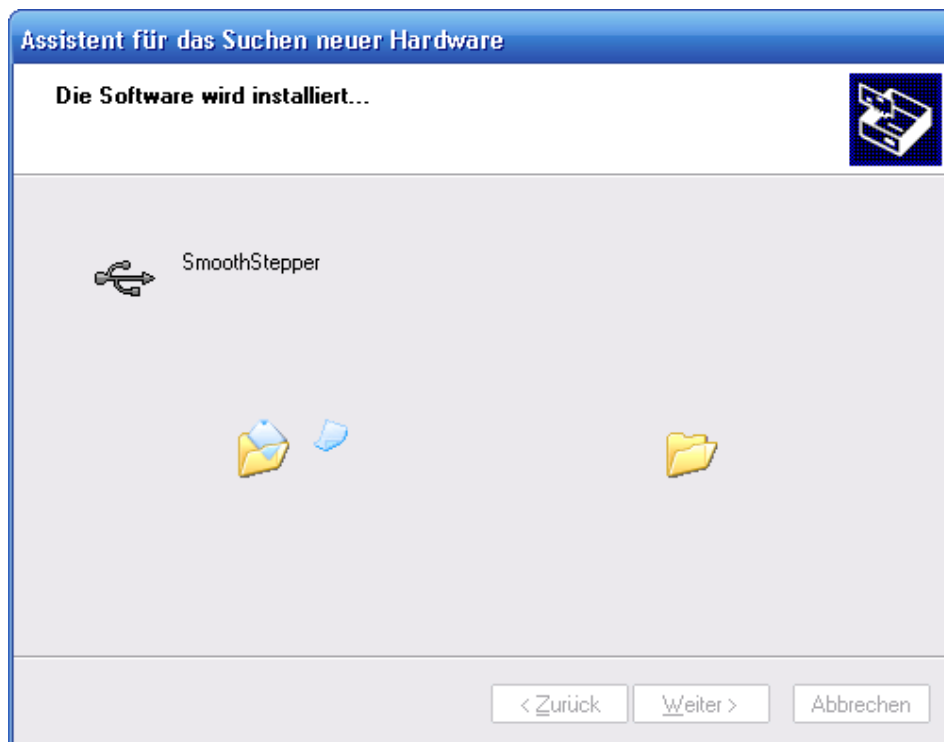 Assistent für das Suchen neuer Hardware
Die Software wird installiert...
SmoothStepper
< Zurück
Weiter >
Abbrechen